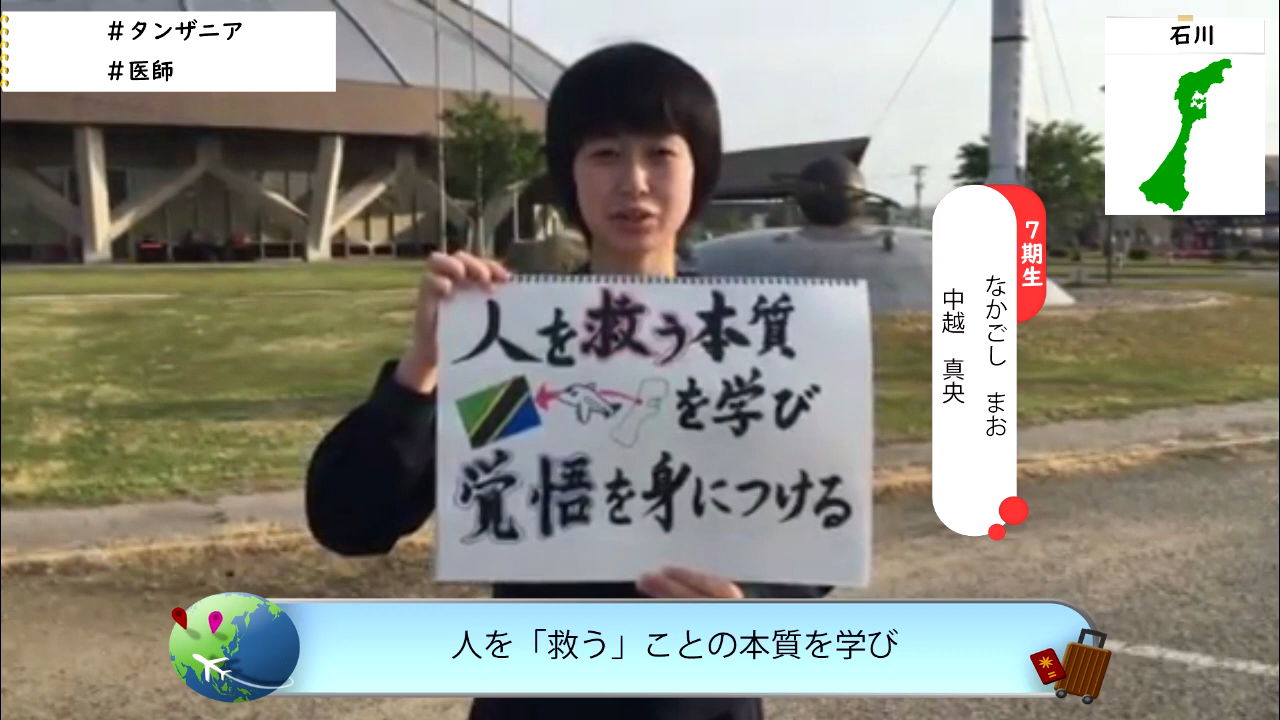 #タンザニア
#医師
石川
7期生
なかごし まお
中越 真央
人を救う本質
を学び
覚悟を身につける
人を「救う」ことの本質を学び